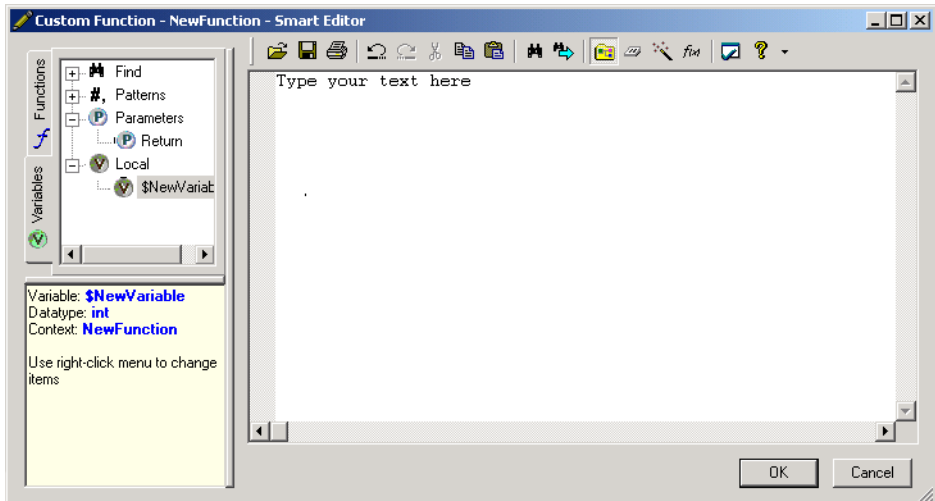 Custom Function - NewFunction - Smart Editor
Functions
Variables
Find
#, Patterns
Parameters
Return
Local
$NewVariab
Type your text here
Variable: $NewVariable
Datatype: int
Context: NewFunction
Use right-click menu to change
items
OK
Cancel